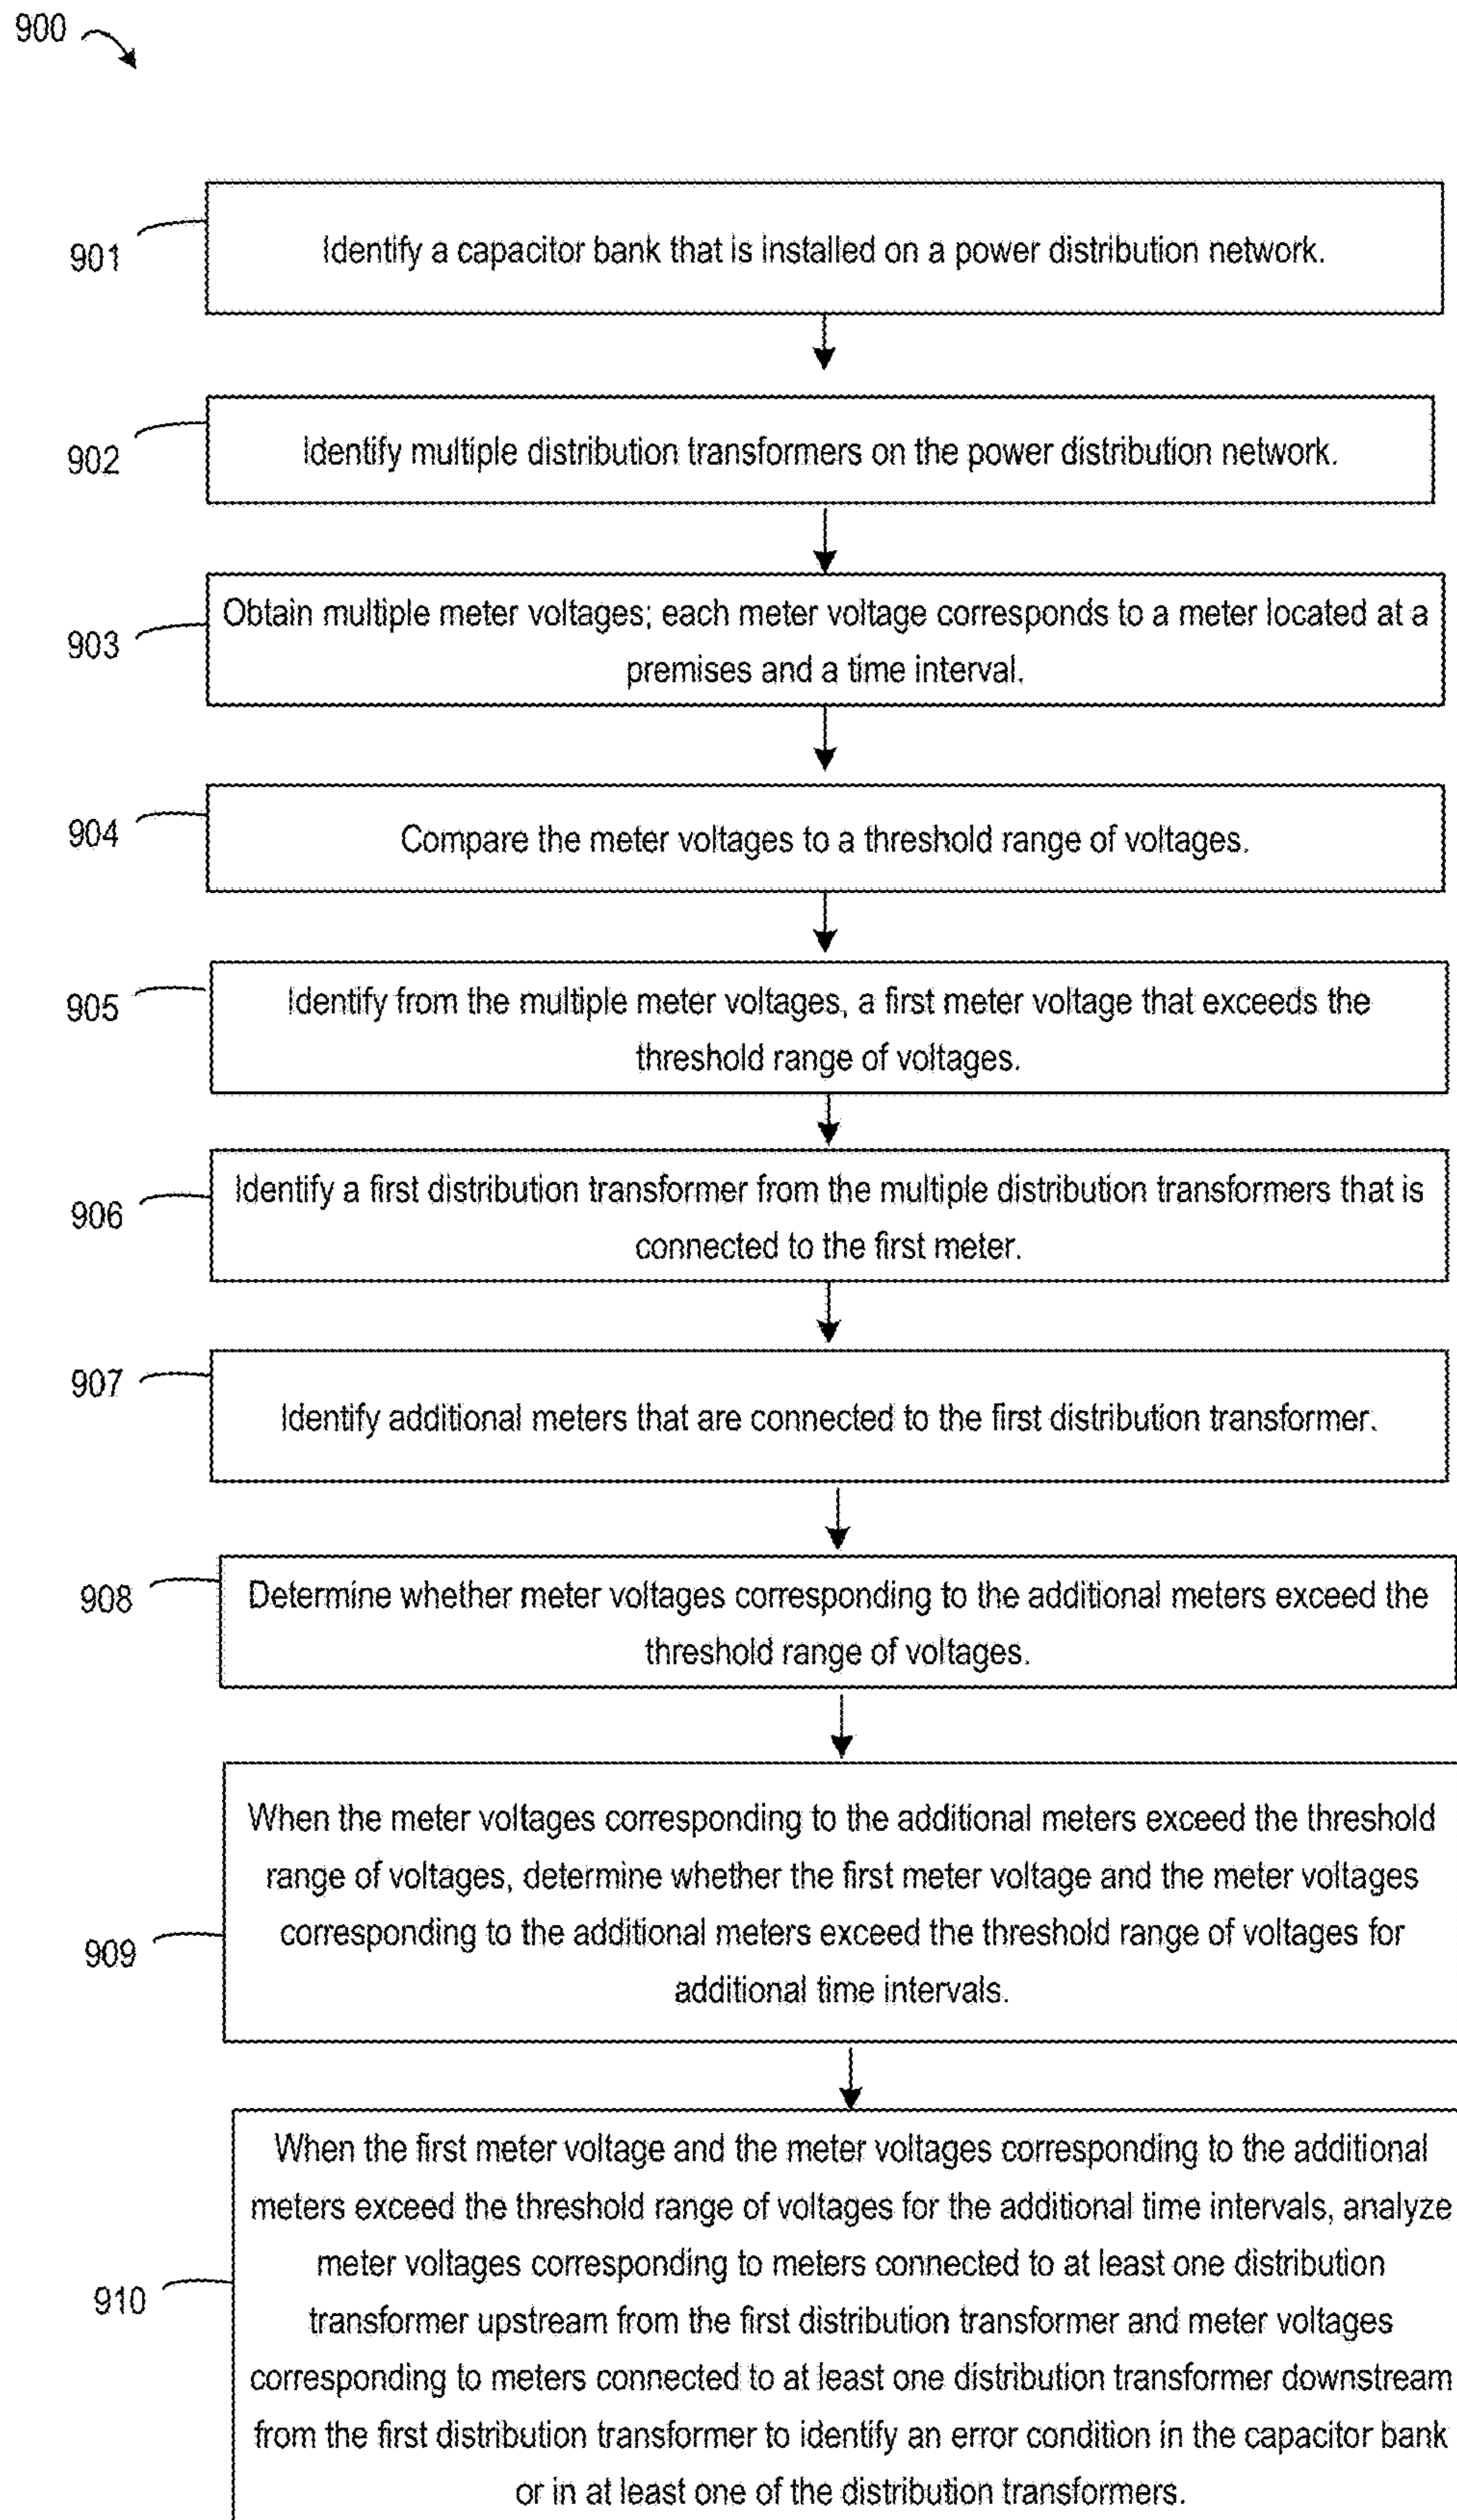 900
901
Identify a capacitor bank that is installed on a power distribution network.
902
Identify multiple distribution transformers on the power distribution network.
903
Obtain multiple meter voltages; each meter voltage corresponds to a meter located at a
premises and a time interval.
904
Compare the meter voltages to a threshold range of voltages.
905
Identify from the multiple meter voltages, a first meter voltage that exceeds the
threshold range of voltages.
906
Identify a first distribution transformer from the multiple distribution transformers that is
connected to the first meter.
907
Identify additional meters that are connected to the first distribution transformer.
908
Determine whether meter voltages corresponding to the additional meters exceed the
threshold range of voltages.
909
When the meter voltages corresponding to the additional meters exceed the threshold
range of voltages, determine whether the first meter voltage and the meter voltages
corresponding to the additional meters exceed the threshold range of voltages for
additional time intervals.
910
When the first meter voltage and the meter voltages corresponding to the additional
meters exceed the threshold range of voltages for the additional time intervals, analyze
meter voltages corresponding to meters connected to at least one distribution
transformer upstream from the first distribution transformer and meter voltages
corresponding to meters connected to at least one distribution transformer downstream
from the first distribution transformer to identify an error condition in the capacitor bank
or in at least one of the distribution transformers.